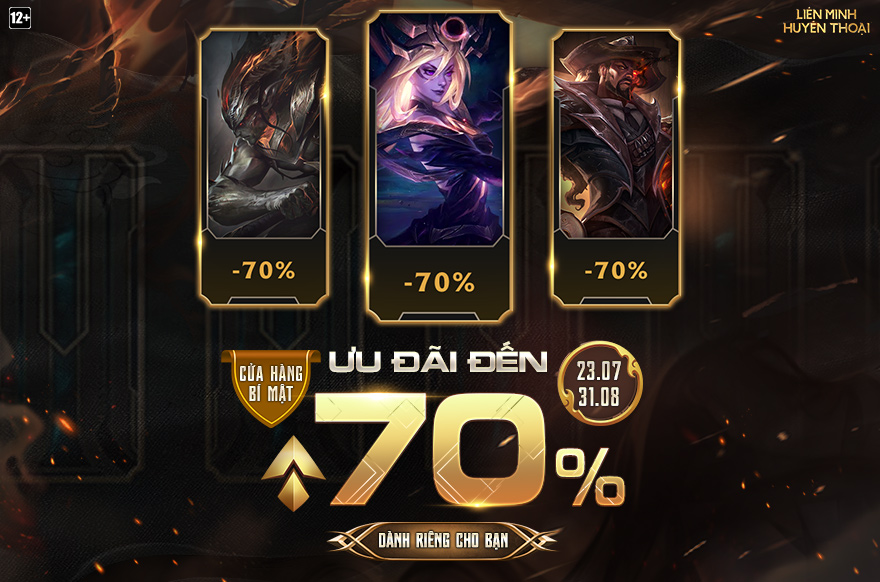 12+
LIÊN MINH
HUYỀN THOẠI
-70%
-70%
-70%
CỬA HÀNG
BÍ MẬT
ƯU ĐÃI ĐẾN
23.07
31.08
70%
DÀNH RIÊNG CHO BẠN